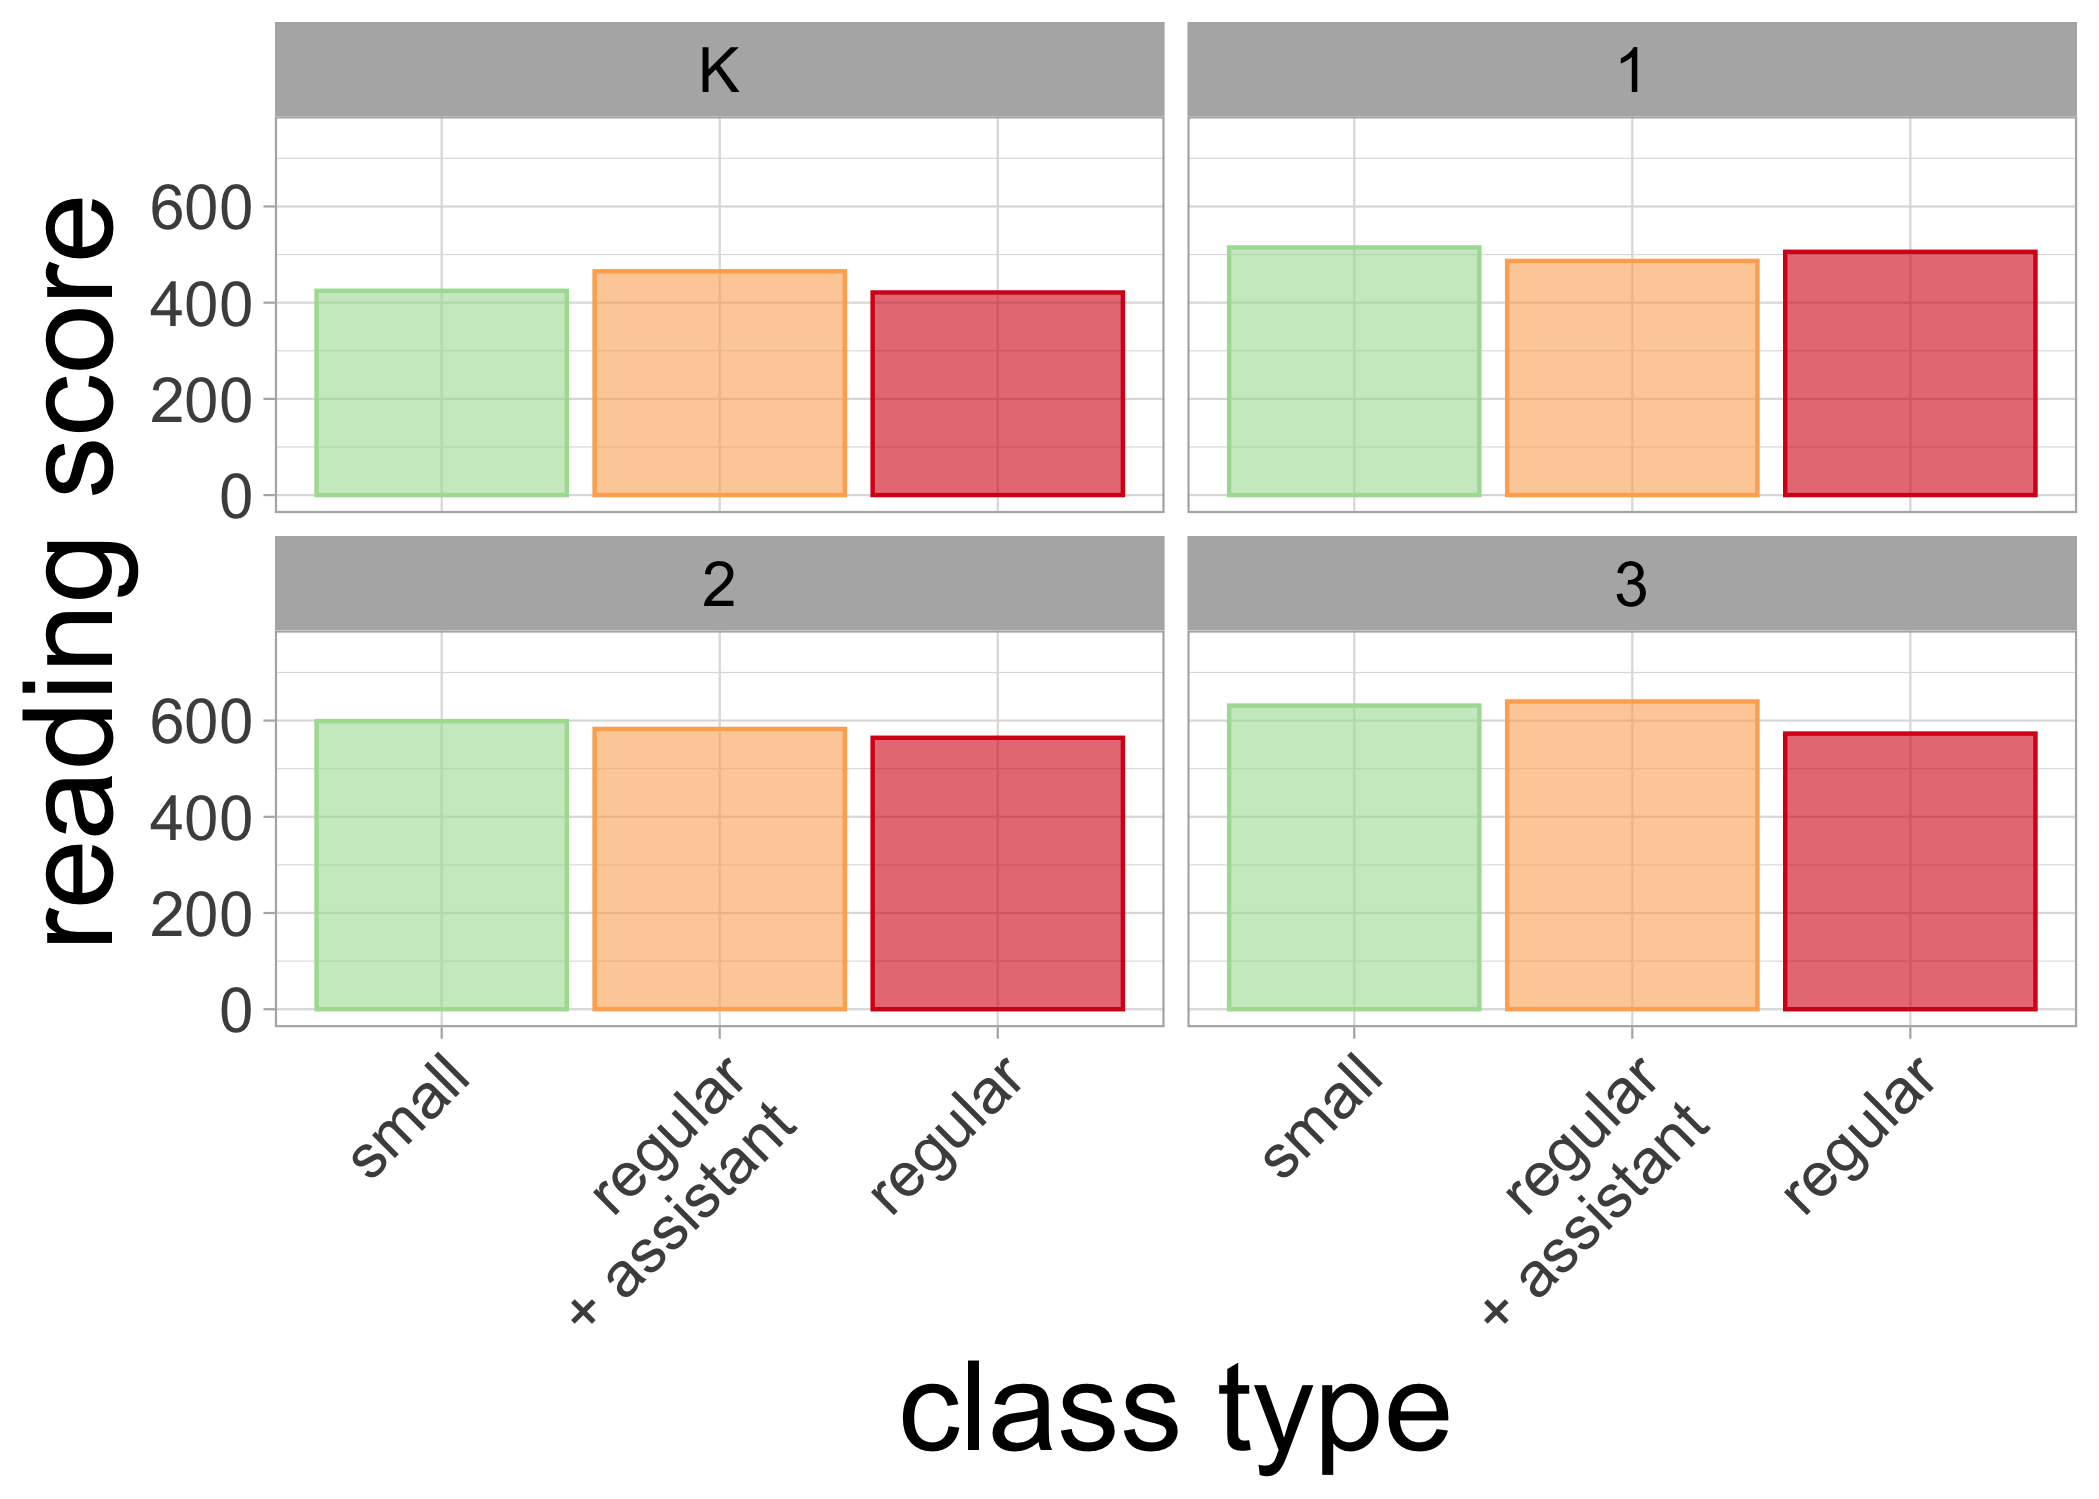 reading score
K
1
600
400
200
0
2
3
600
400
200
0
small
regular
+ assistant
regular
small
regular
+ assistant
regular
class type